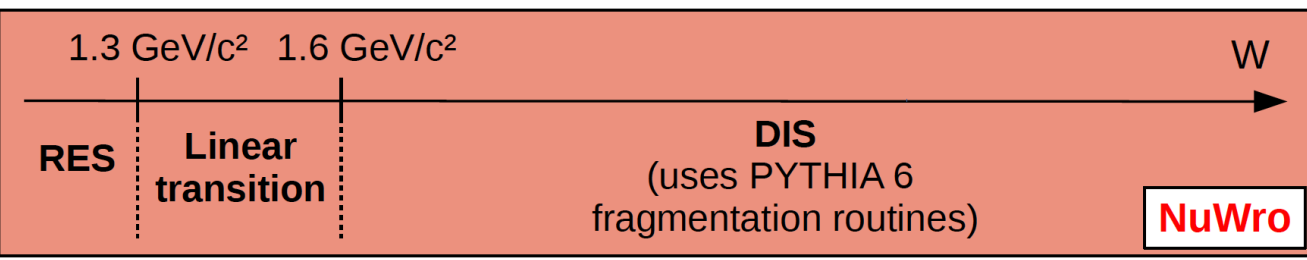 1.3 GeV/c² 1.6 GeV/c² W
RES
Linear
transition
DIS
(uses PYTHIA 6
fragmentation routines)
NuWro